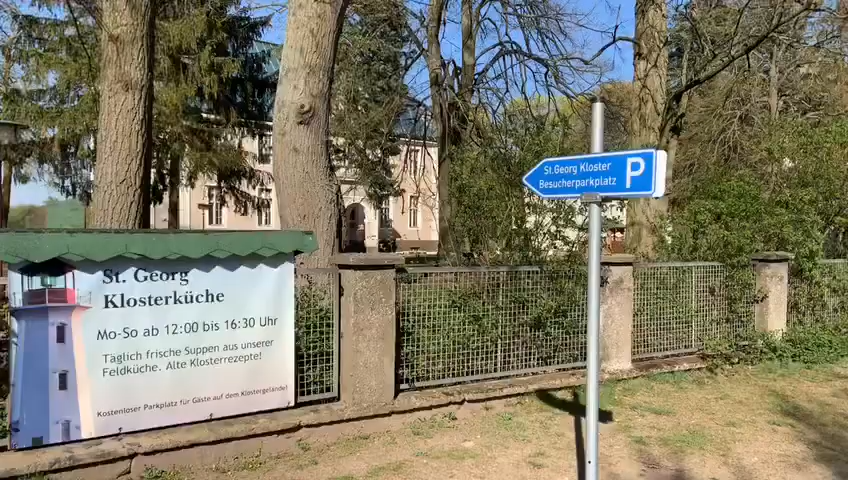 St. Georg
Klosterküche
Mo-So ab 12:00 bis 16:30 Uhr
Täglich frische Suppen aus unserer
Feldküche. Alte Klosterrezepte!
Kostenloser Parkplatz für Gäste auf dem Klostergelände!
St.Georg Kloster
Besucherparkplatz
P